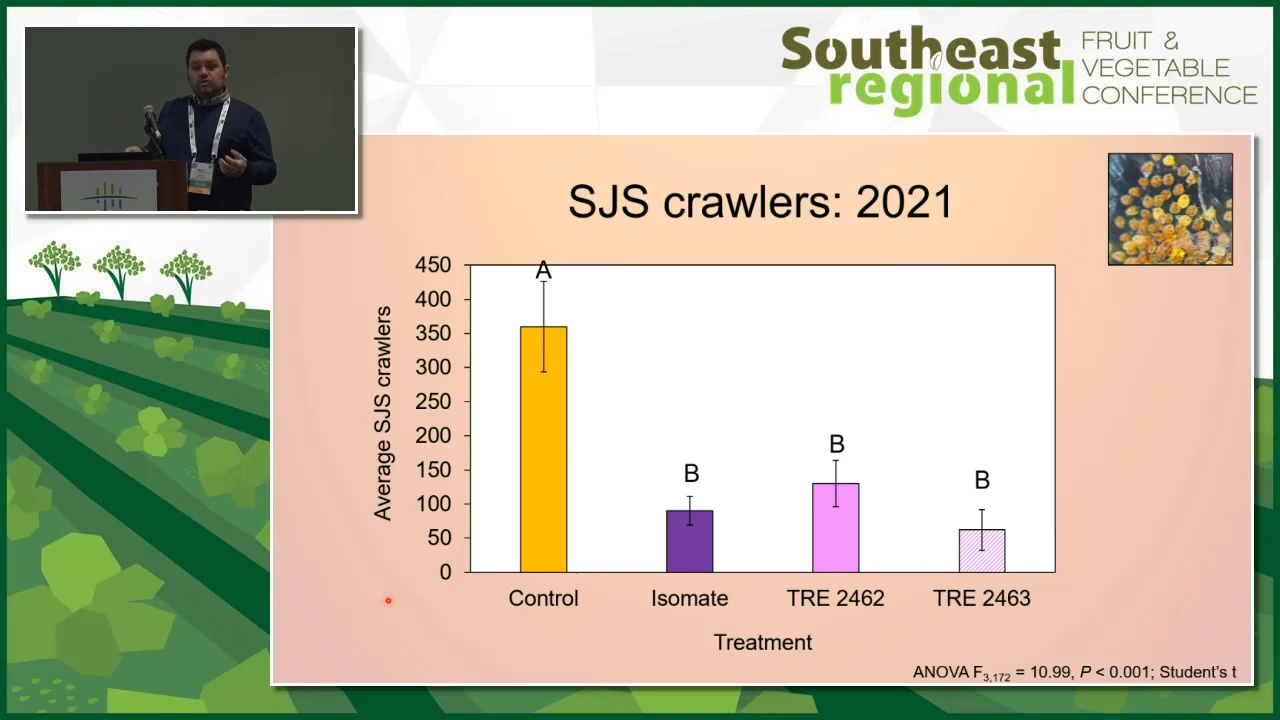 Southeast
regional
FRUIT &
VEGETABLE
CONFERENCE
SJS crawlers: 2021
Average SJS crawlers
450
400
350
300
250
200
150
100
50
0
A
B
B
B
Control
Isomate
TRE 2462
TRE 2463
Treatment
ANOVA F3,172 = 10.99, P < 0.001; Student's t